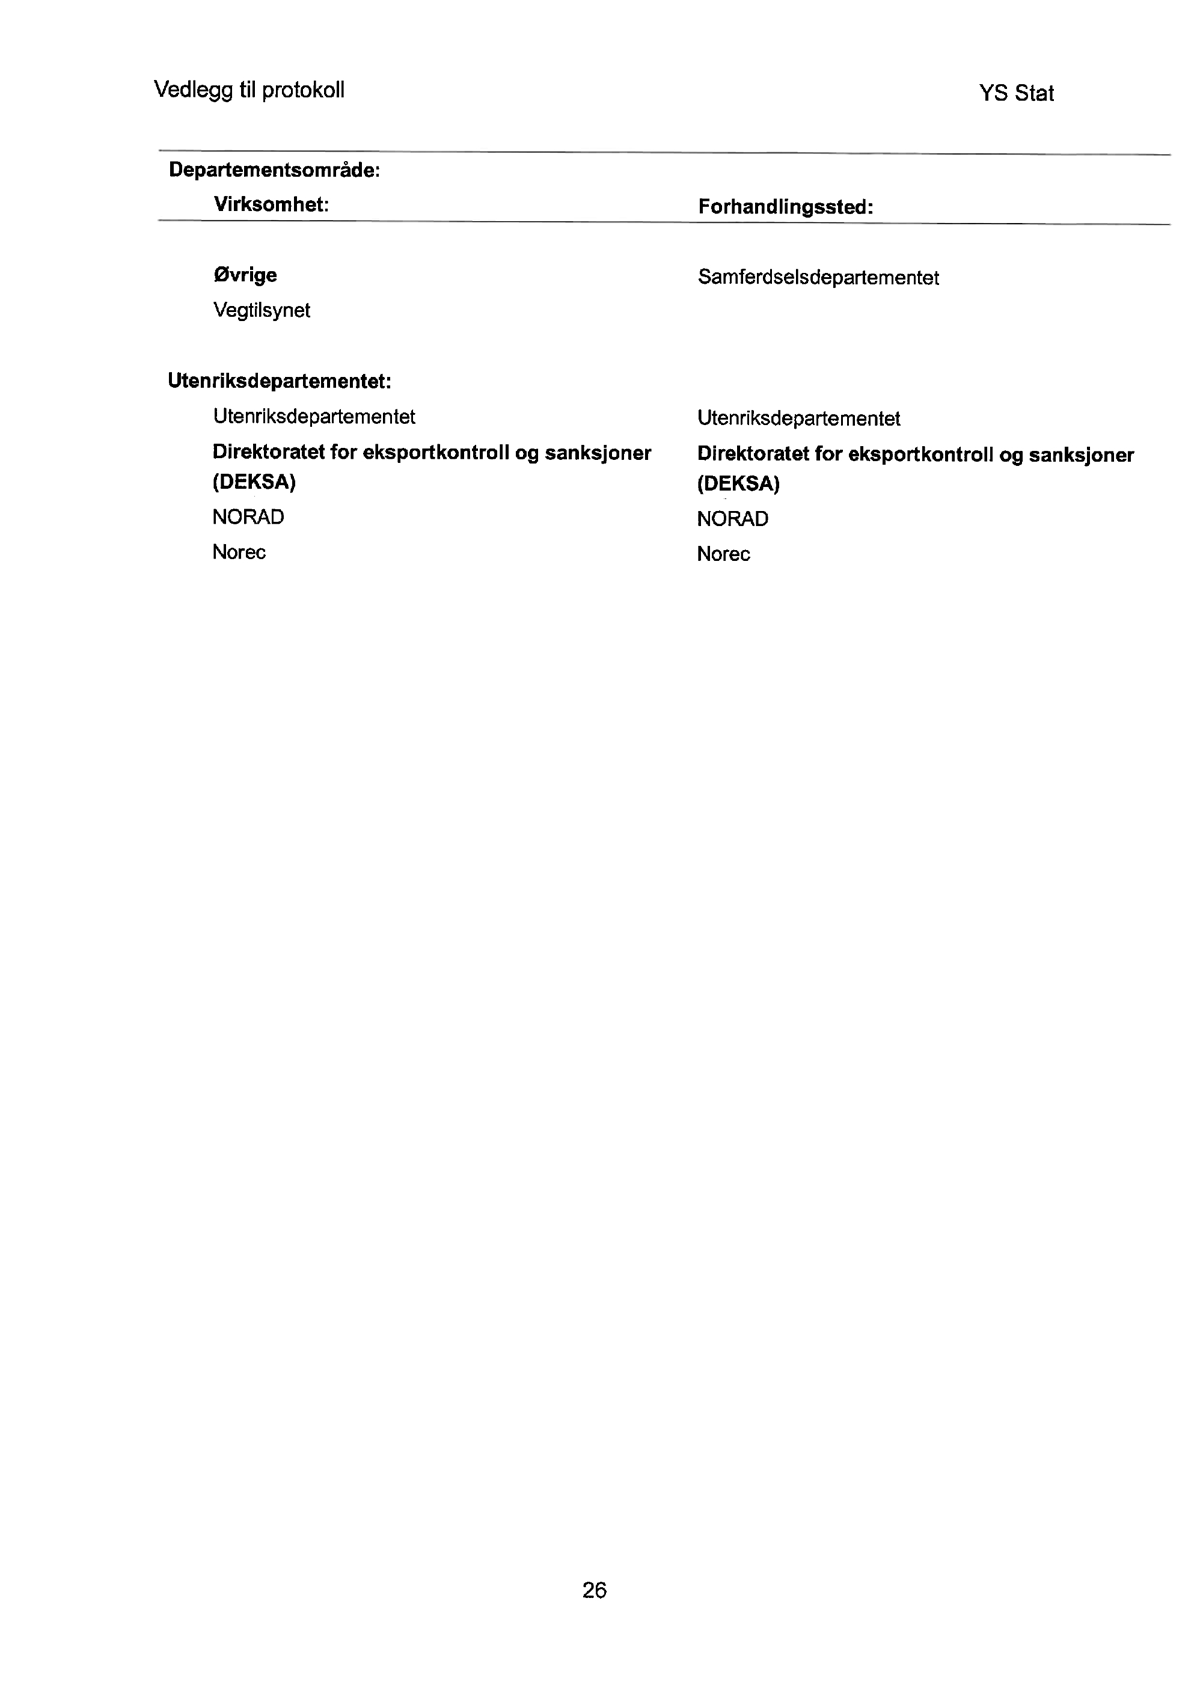 Vedlegg til protokoll YS Stat
Departementsområde:
Virksomhet: Forhandlingssted:
Øvrige Samferdselsdepartementet
Vegtilsynet
Utenriksdepartementet:
Utenriksdepartementet Utenriksdepartementet
Direktoratet for eksportkontroll og sanksjoner Direktoratet for eksportkontroll og sanksjoner
(DEKSA) (DEKSA)
NORAD NORAD
Norec Norec
26